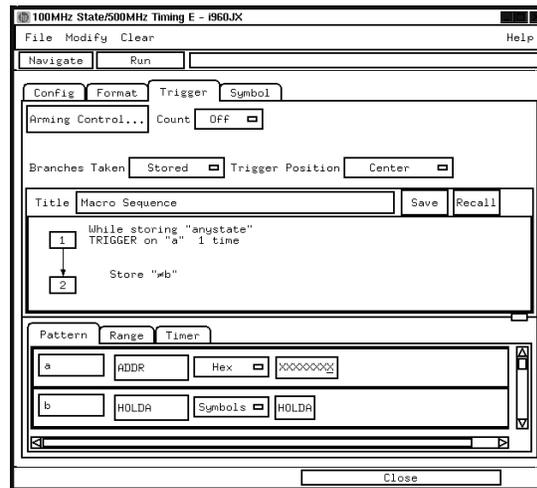 100MHz State/500MHz Timing E - i960JX
File Modify Clear Help
Navigate Run
Config Format Trigger Symbol
Arming Control... Count Off
Branches Taken Stored Trigger Position Center
Title Macro Sequence Save Recall
While storing "anystate"
1 TRIGGER on "a" 1 time
Store "≠b"
2
Pattern Range Timer
a ADDR Hex XXXXXXXX
b HOLDA Symbols HOLDA
Close